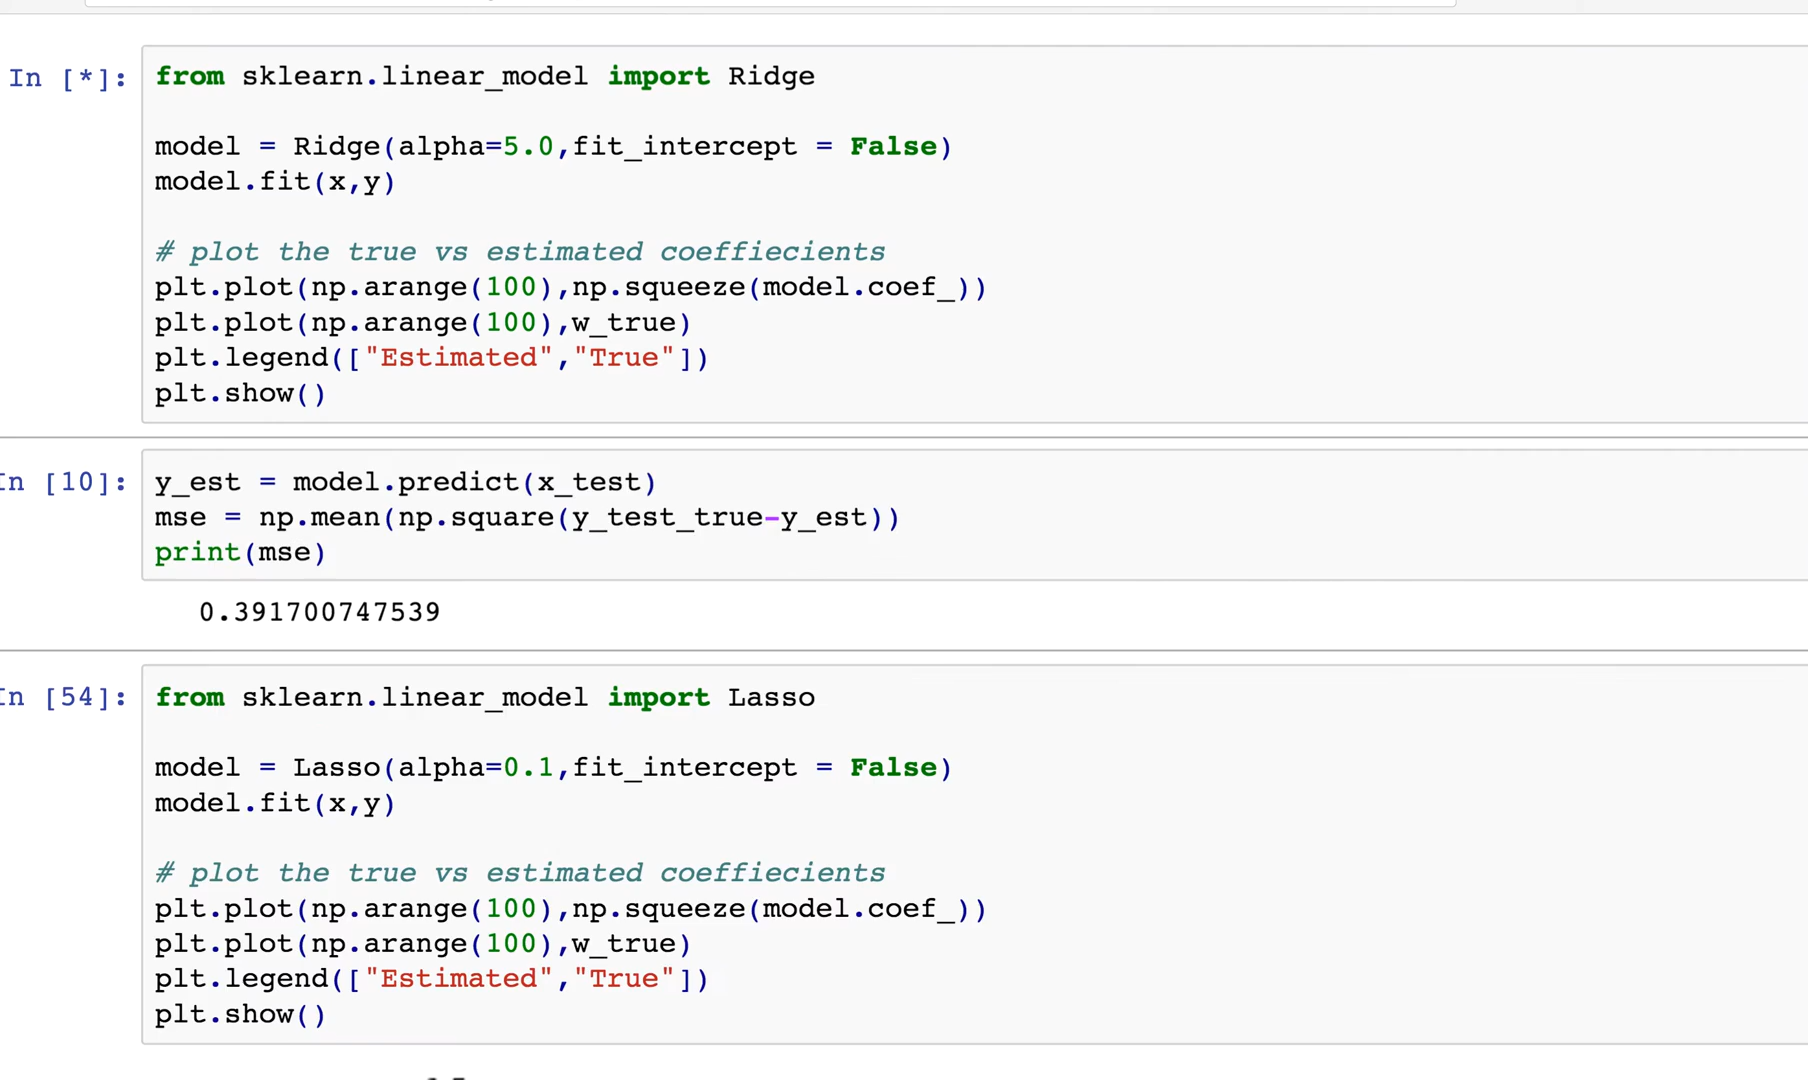 In [*]:
from sklearn.linear_model import Ridge
model = Ridge(alpha=5.0,fit_intercept = False)
model.fit(x,y)
# plot the true vs estimated coeffiecients
plt.plot(np.arange(100),np.squeeze(model.coef_))
plt.plot(np.arange(100),w_true)
plt.legend(["Estimated","True"])
plt.show()
In [10]:
y_est = model.predict(x_test)
mse = np.mean(np.square(y_test_true-y_est))
print(mse)
0.391700747539
In [54]:
from sklearn.linear_model import Lasso
model = Lasso(alpha=0.1,fit_intercept = False)
model.fit(x,y)
# plot the true vs estimated coeffiecients
plt.plot(np.arange(100),np.squeeze(model.coef_))
plt.plot(np.arange(100),w_true)
plt.legend(["Estimated","True"])
plt.show()